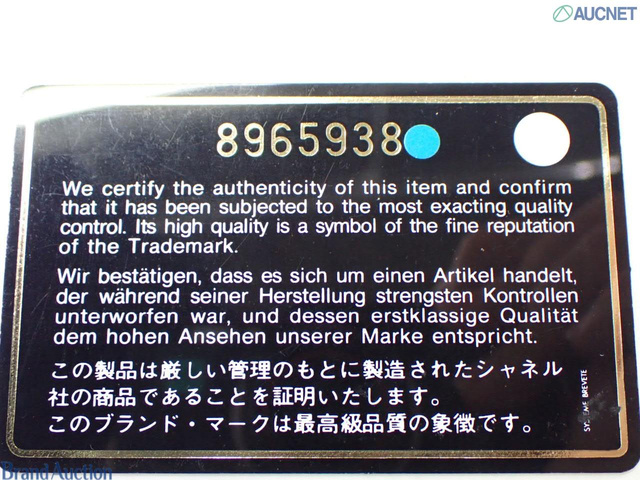 AUCNET
8965938
We certify the authenticity of this item and confirm
that it has been subjected to the most exacting quality
control. Its high quality is a symbol of the fine reputation
of the Trademark.
Wir bestätigen, dass es sich um einen Artikel handelt,
der während seiner Herstellung strengsten Kontrollen
unterworfen war, und dessen erstklassige Qualität
dem hohen Ansehen unserer Marke entspricht.
この製品は厳しい管理のもとに製造されたシャネル
社の商品であることを証明いたします。
このブランド・マークは最高級品質の象徴です。
SYSTEME BREVETE
Brand Auction